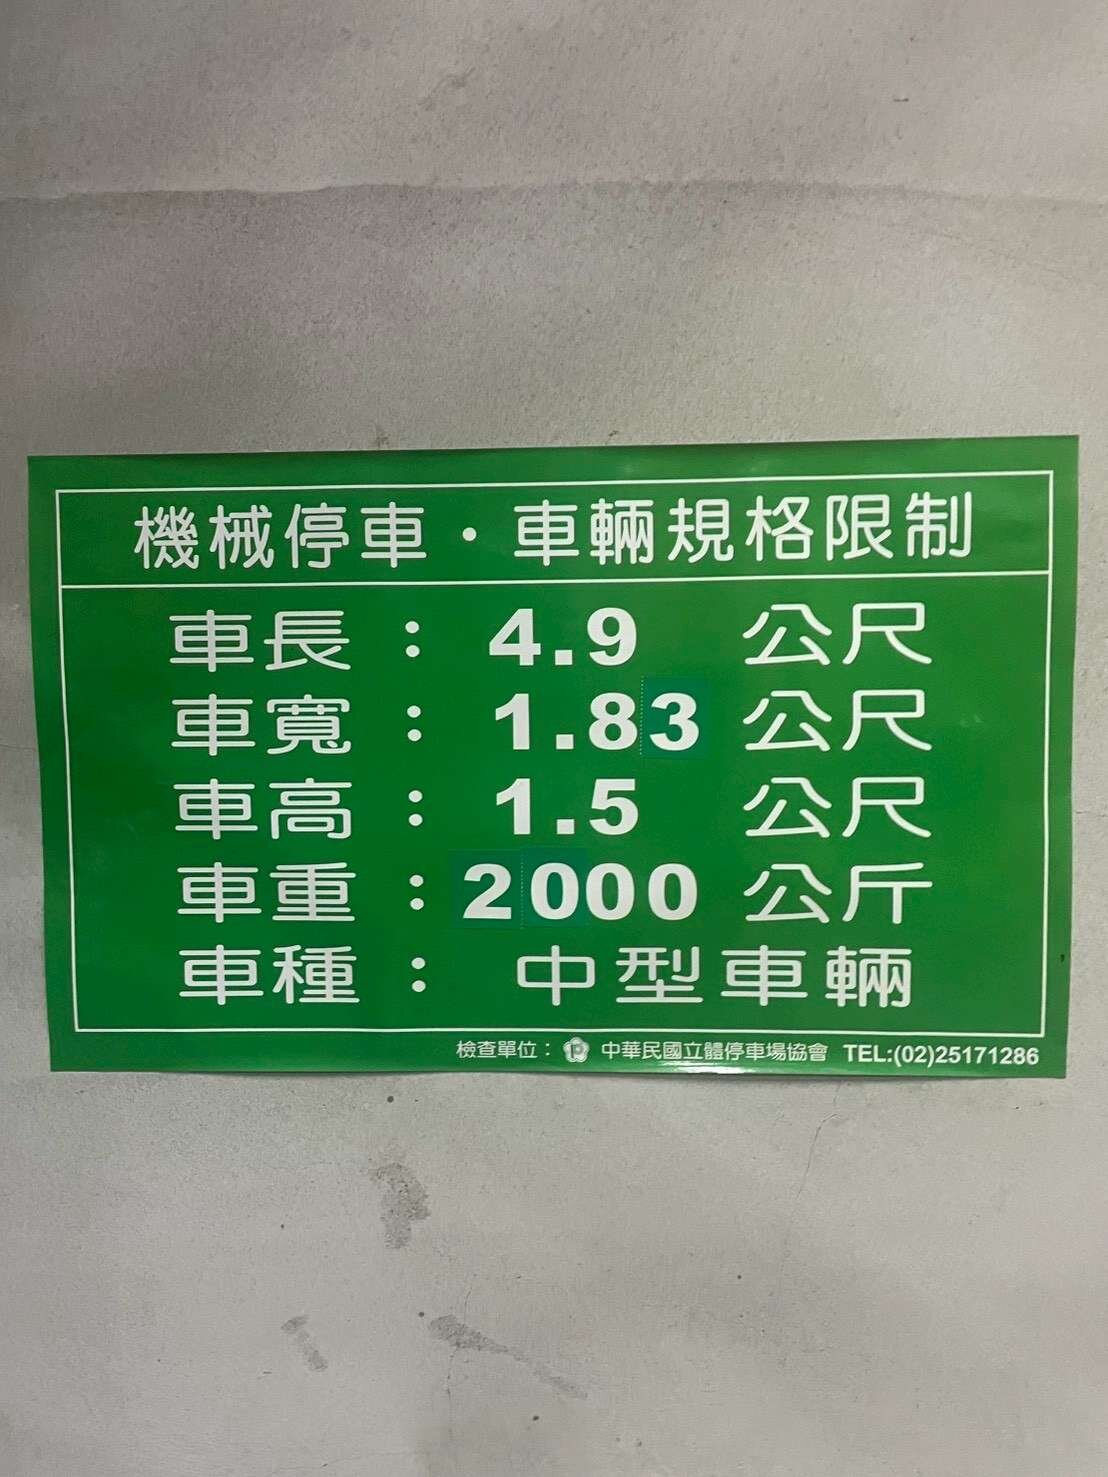 機械停車・車輛規格限制
車長：4.9 公尺
車寬：1.83 公尺
車高：1.5 公尺
車重：2000 公斤
車種：中型車輛
檢查單位： 中華民國立體停車場協會 TEL:(02)25171286